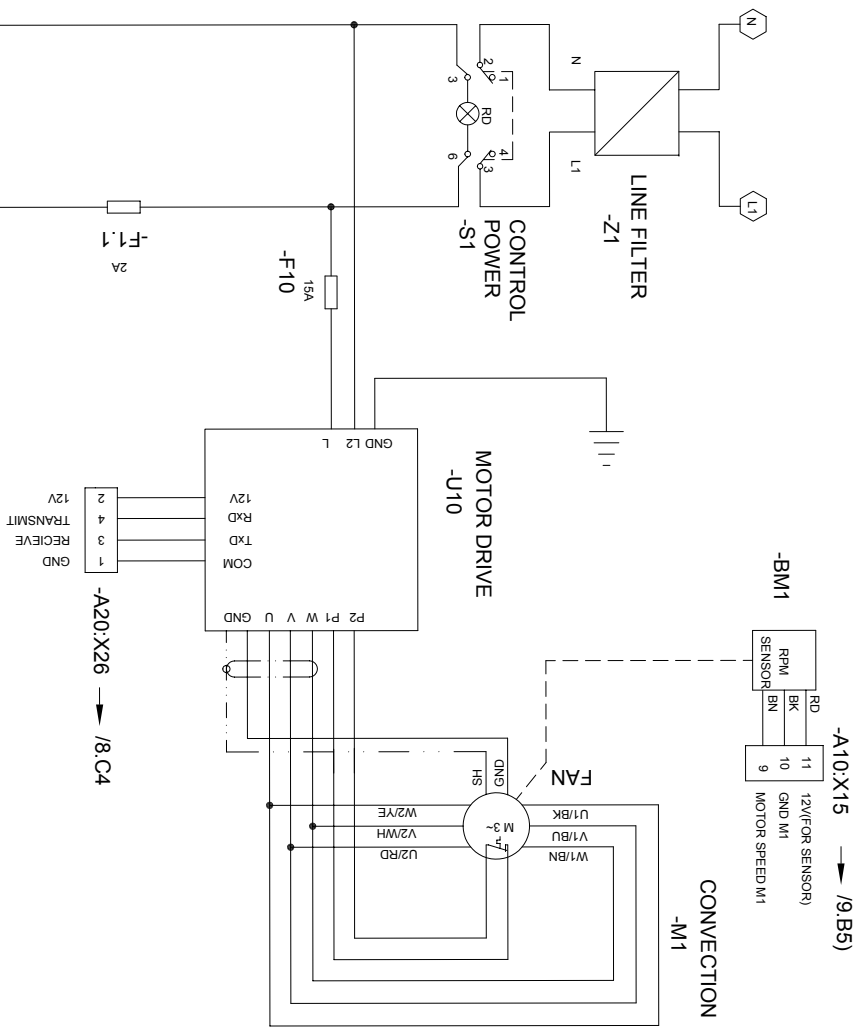 N
L1
N
L1
LINE FILTER
-Z1
2
1
3
RD
6
4
3
CONTROL
POWER
-S1
-F1.1
2A
-F10
15A
MOTOR DRIVE
-U10
L
L2
GND
12V
RxD
TxD
COM
2
4
3
1
12V
TRANSMIT
RECIEVE
GND
-A20:X26
/8.C4
GND
U
V
W
P1
P2
SH
GND
FAN
M 3~
W2/YE
V2/WH
U2/RD
U1/BK
V1/BU
W1/BN
CONVECTION
-M1
-BM1
RPM
SENSOR
RD
BK
BN
11
10
9
12V(FOR SENSOR)
GND M1
MOTOR SPEED M1
-A10:X15
/9.B5)